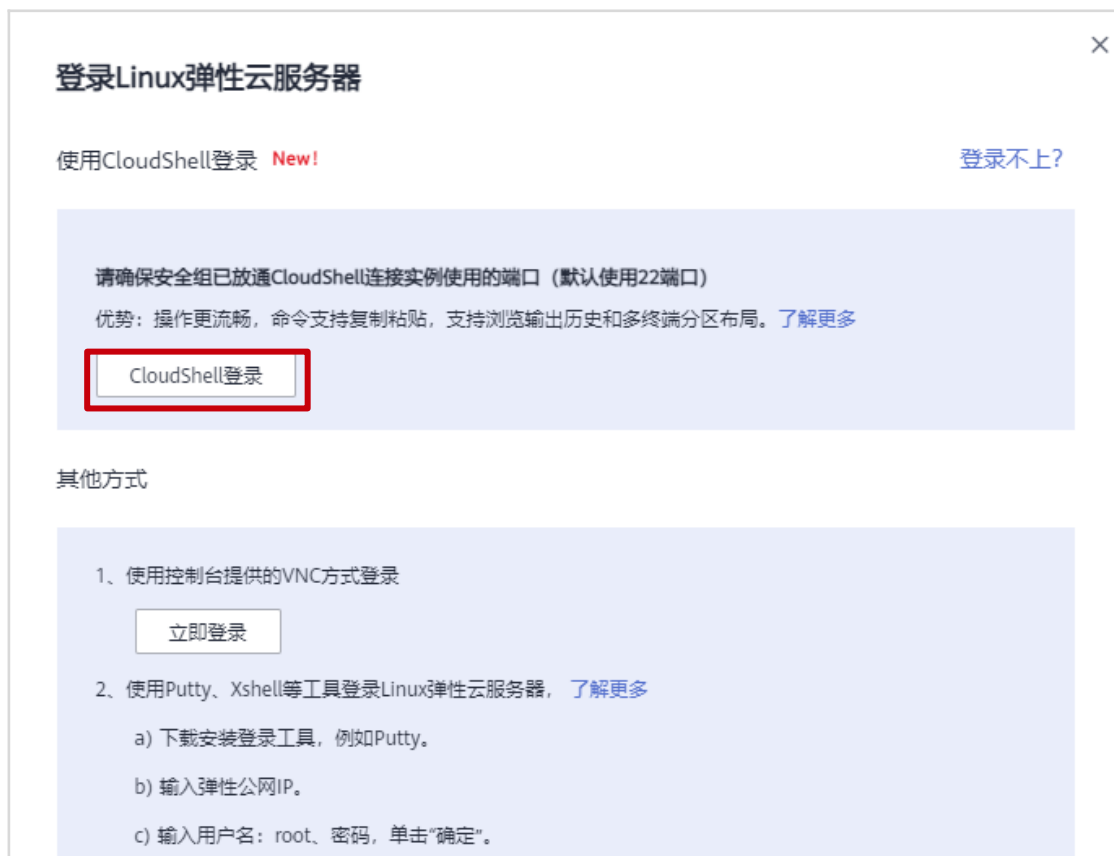 登录Linux弹性云服务器
使用CloudShell登录 New! 登录不上?
请确保安全组已放通CloudShell连接实例使用的端口（默认使用22端口）
优势：操作更流畅，命令支持复制粘贴，支持浏览输出历史和多终端分区布局。了解更多
CloudShell登录
其他方式
1、使用控制台提供的VNC方式登录
立即登录
2、使用Putty、Xshell等工具登录Linux弹性云服务器， 了解更多
a) 下载安装登录工具，例如Putty。
b) 输入弹性公网IP。
c) 输入用户名：root、密码，单击“确定”。